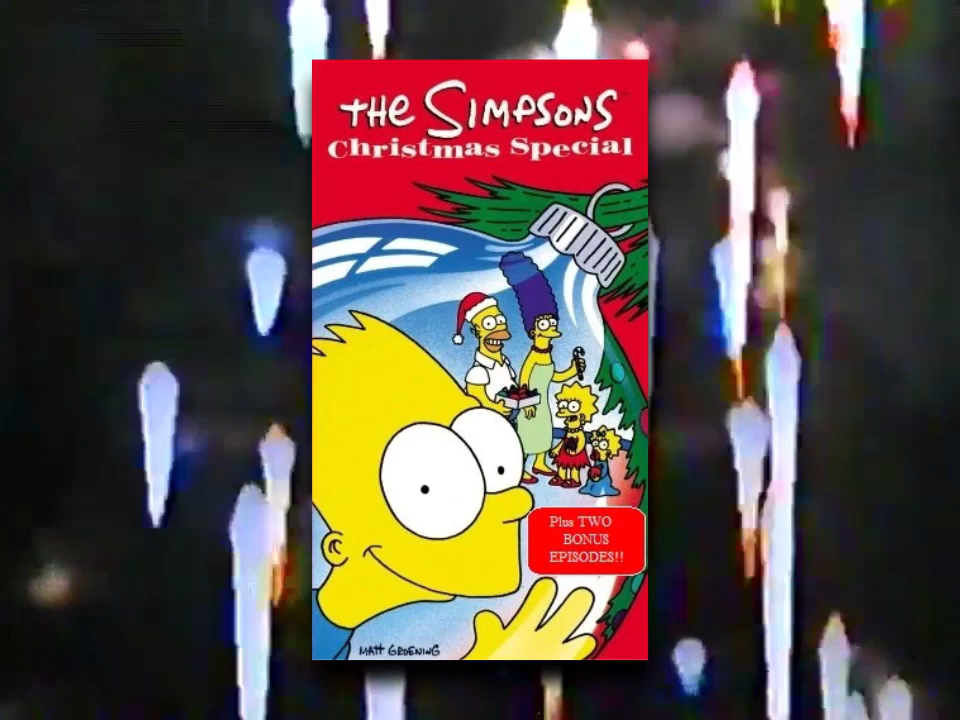 THE SIMPSONS
Christmas Special
Plus TWO
BONUS
EPISODES!!
MATT GROENING